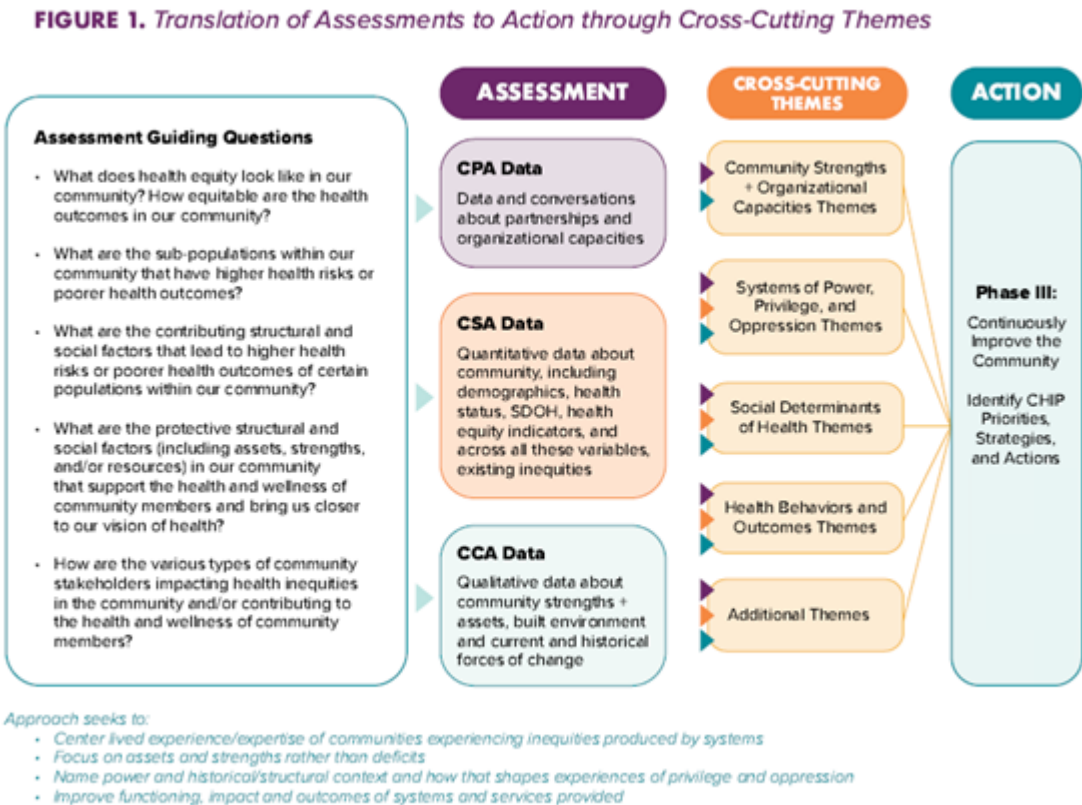 FIGURE 1. Translation of Assessments to Action through Cross-Cutting Themes
Assessment Guiding Questions
• What does health equity look like in our
community? How equitable are the health
outcomes in our community?
• What are the sub-populations within our
community that have higher health risks or
poorer health outcomes?
• What are the contributing structural and
social factors that lead to higher health
risks or poorer health outcomes of certain
populations within our community?
• What are the protective structural and
social factors (including assets, strengths,
and/or resources) in our community
that support the health and wellness of
community members and bring us closer
to our vision of health?
• How are the various types of community
stakeholders impacting health inequities
in the community and/or contributing to
the health and wellness of community
members?
ASSESSMENT
CPA Data
Data and conversations
about partnerships and
organizational capacities
CSA Data
Quantitative data about
community, including
demographics, health
status, SDOH, health
equity indicators, and
across all these variables,
existing inequities
CCA Data
Qualitative data about
community strengths +
assets, built environment
and current and historical
forces of change
CROSS-CUTTING
THEMES
Community Strengths
+ Organizational
Capacities Themes
Systems of Power,
Privilege, and
Oppression Themes
Social Determinants
of Health Themes
Health Behaviors and
Outcomes Themes
Additional Themes
ACTION
Phase III:
Continuously
Improve the
Community
Identify CHIP
Priorities,
Strategies,
and Actions
Approach seeks to:
• Center lived experience/expertise of communities experiencing inequities produced by systems
• Focus on assets and strengths rather than deficits
• Name power and historical/structural context and how that shapes experiences of privilege and oppression
• Improve functioning, impact and outcomes of systems and services provided